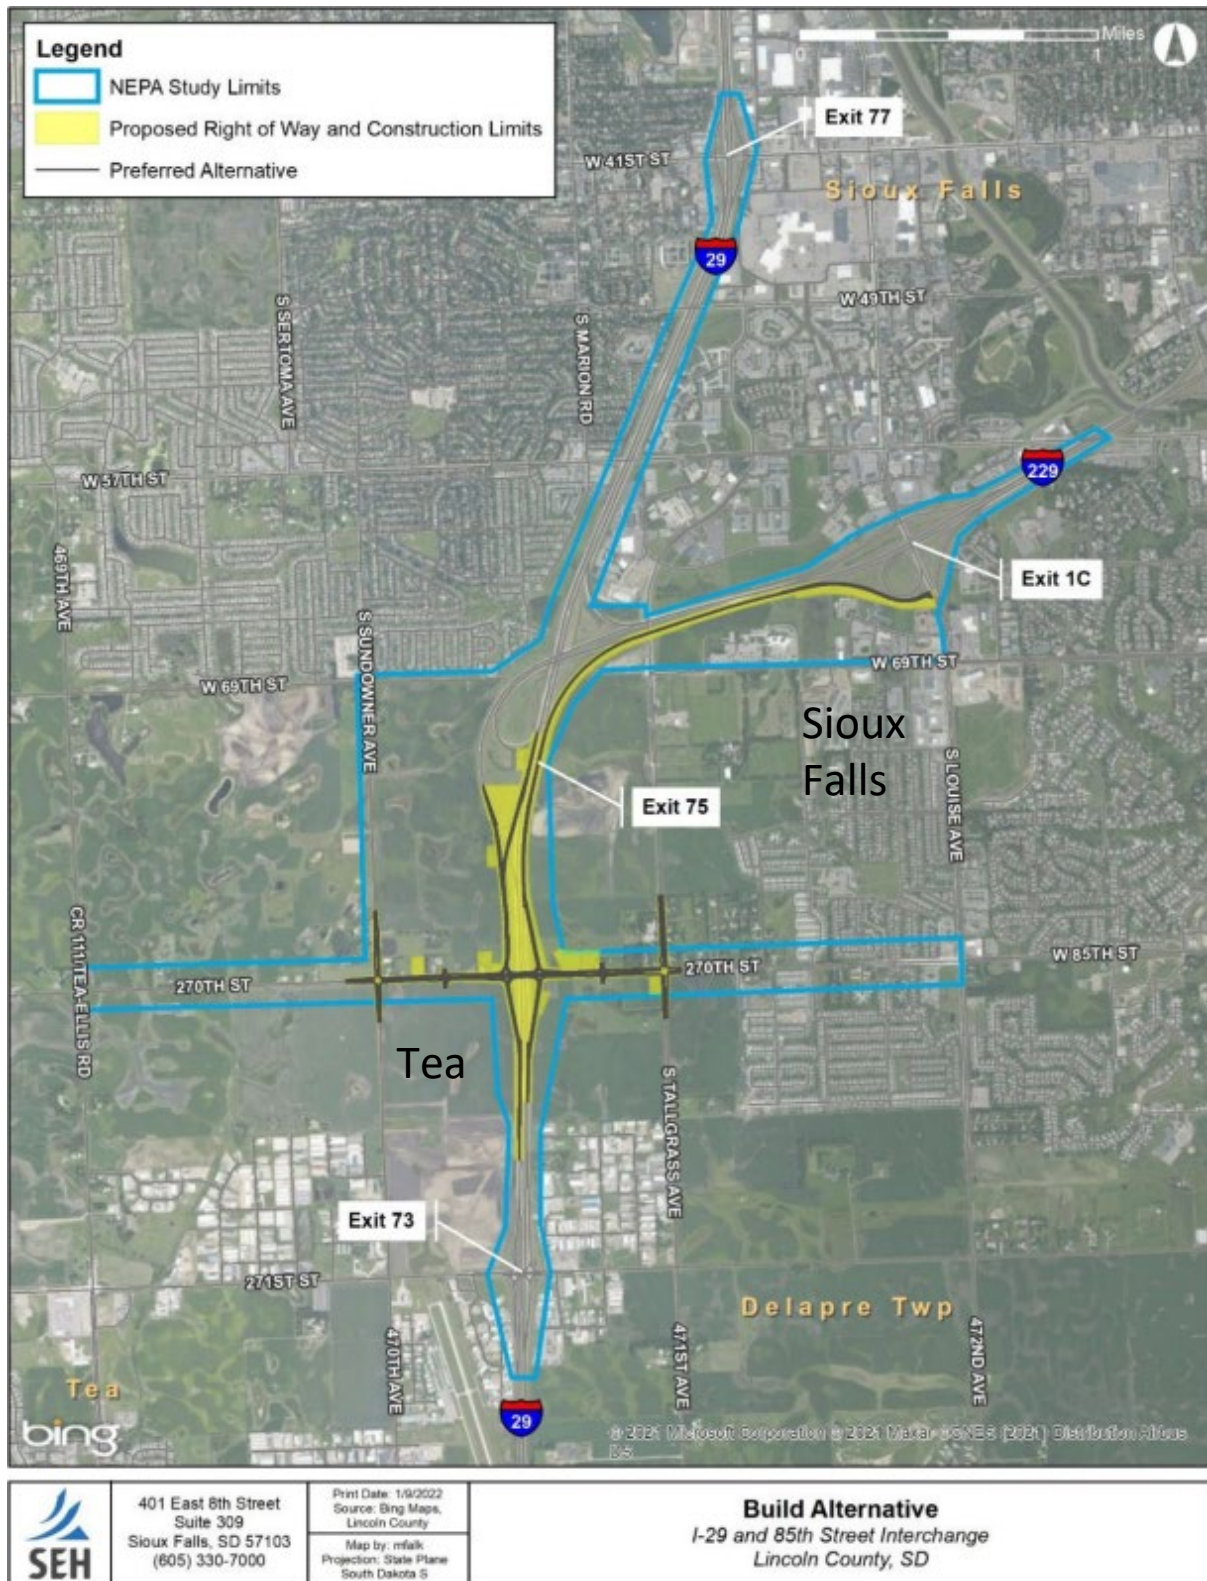 Legend
NEPA Study Limits
Proposed Right of Way and Construction Limits
Preferred Alternative
Miles
0
1
Exit 77
W 41ST ST
Sioux Falls
29
W 49TH ST
S SERTOMA AVE
S MARION RD
W 57TH ST
229
469TH AVE
Exit 1C
S SUNDOWNER AVE
W 69TH ST
W 69TH ST
Sioux
Falls
S LOUISE AVE
Exit 75
CR 111/TEA-ELLIS RD
270TH ST
270TH ST
W 85TH ST
Tea
S TALLGRASS AVE
Exit 73
271ST ST
Delapre Twp
470TH AVE
471ST AVE
472ND AVE
Tea
29
bing
© 2021 Microsoft Corporation © 2021 Maxar ©CNES (2021) Distribution Airbus
DS
SEH
401 East 8th Street
Suite 309
Sioux Falls, SD 57103
(605) 330-7000
Print Date: 1/9/2022
Source: Bing Maps,
Lincoln County
Map by: mfalk
Projection: State Plane
South Dakota S
Build Alternative
I-29 and 85th Street Interchange
Lincoln County, SD